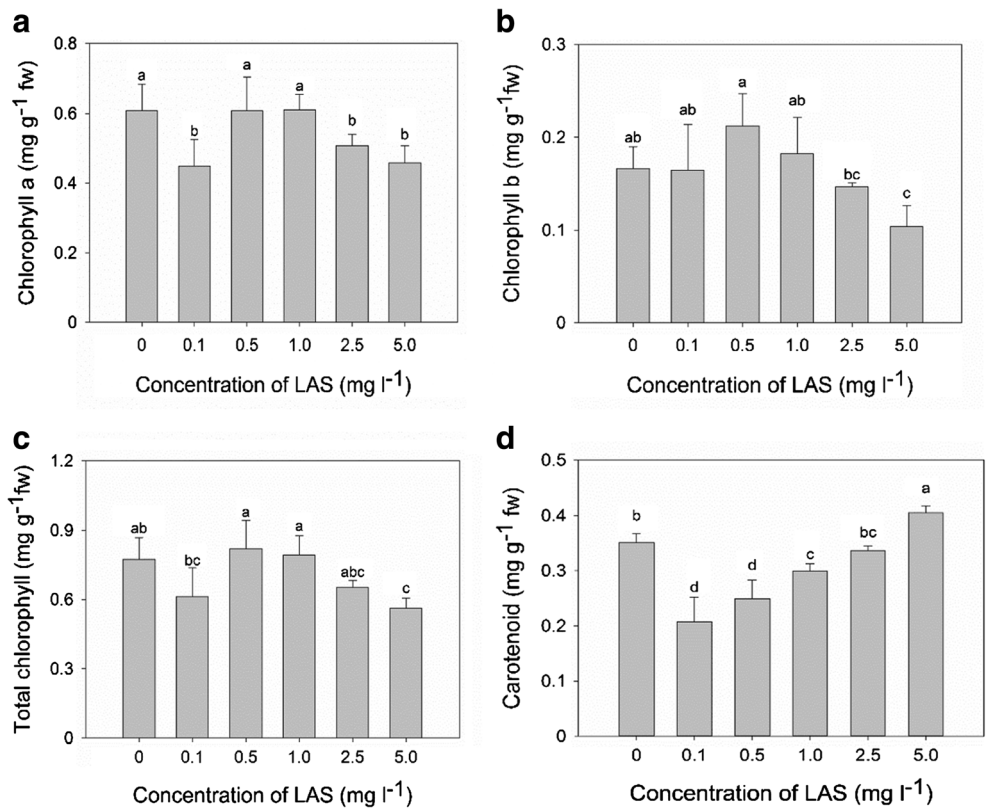 a
Chlorophyll a (mg g⁻¹ fw)
0.8
0.6
0.4
0.2
0
a b a a b b
0 0.1 0.5 1.0 2.5 5.0
Concentration of LAS (mg l⁻¹)
b
Chlorophyll b (mg g⁻¹fw)
0.3
0.2
0.1
0
ab ab a ab bc c
0 0.1 0.5 1.0 2.5 5.0
Concentration of LAS (mg l⁻¹)
c
Total chlorophyll (mg g⁻¹fw)
1.2
0.9
0.6
0.3
0
ab bc a a abc c
0 0.1 0.5 1.0 2.5 5.0
Concentration of LAS (mg l⁻¹)
d
Carotenoid (mg g⁻¹ fw)
0.5
0.4
0.3
0.2
0.1
0
b d d c bc a
0 0.1 0.5 1.0 2.5 5.0
Concentration of LAS (mg l⁻¹)